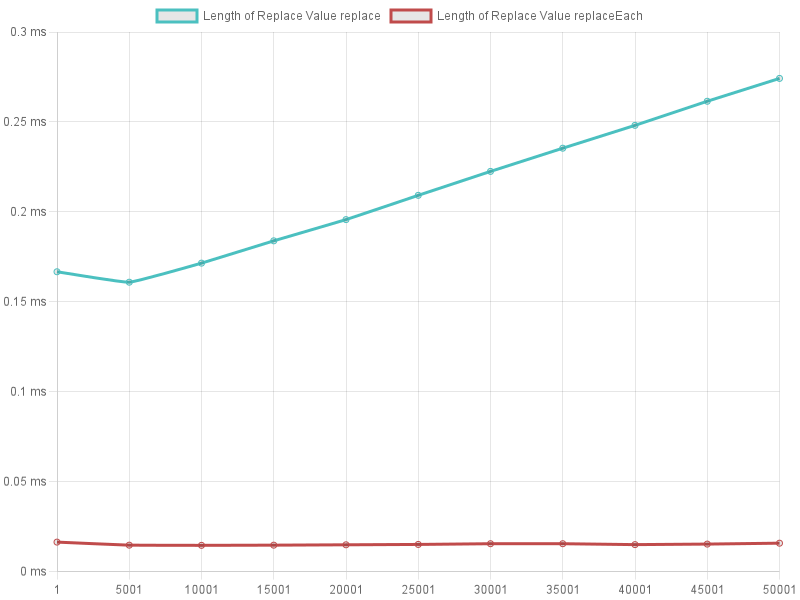 Length of Replace Value replace Length of Replace Value replaceEach
0.3 ms
0.25 ms
0.2 ms
0.15 ms
0.1 ms
0.05 ms
0 ms
1 5001 10001 15001 20001 25001 30001 35001 40001 45001 50001